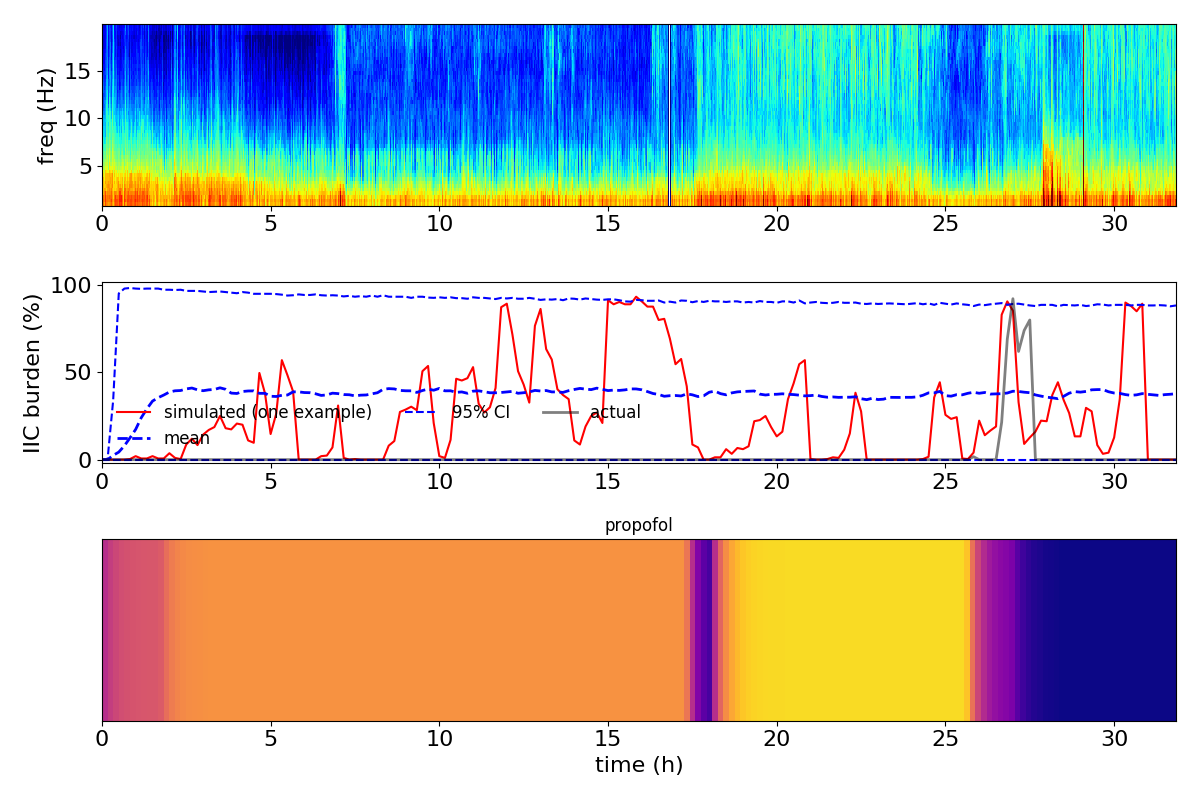 freq (Hz)
15
10
5
0 5 10 15 20 25 30
IIC burden (%)
100
50
0
simulated (one example)
mean
95% CI
actual
0 5 10 15 20 25 30
propofol
0 5 10 15 20 25 30
time (h)